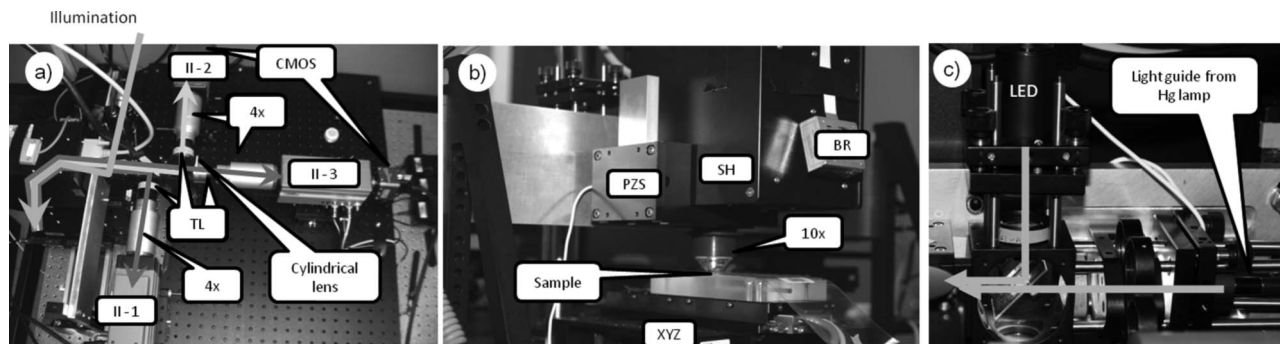 Illumination
a)
II-2
CMOS
4x
II-3
TL
Cylindrical
lens
4x
II-1
b)
PZS
SH
BR
10x
Sample
XYZ
c)
LED
Light guide from
Hg lamp